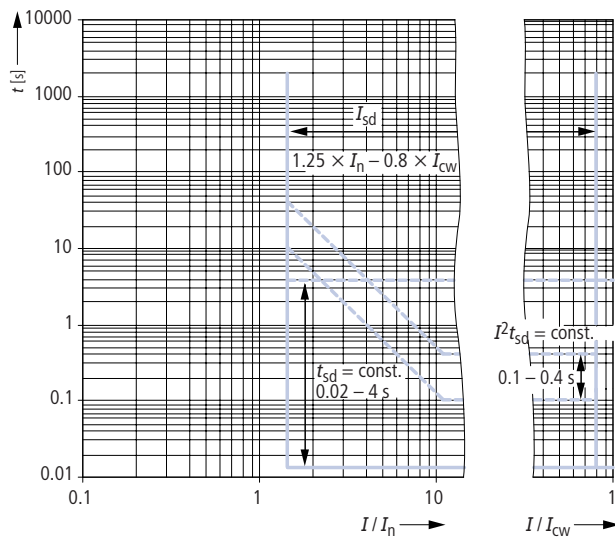 10000
t [s]
1000
I_sd
1.25 × I_n – 0.8 × I_cw
100
10
1
I²t_sd = const.
t_sd = const.
0.02 – 4 s
0.1 – 0.4 s
0.1
0.01
0.1
1
10
1
I / I_n
I / I_cw